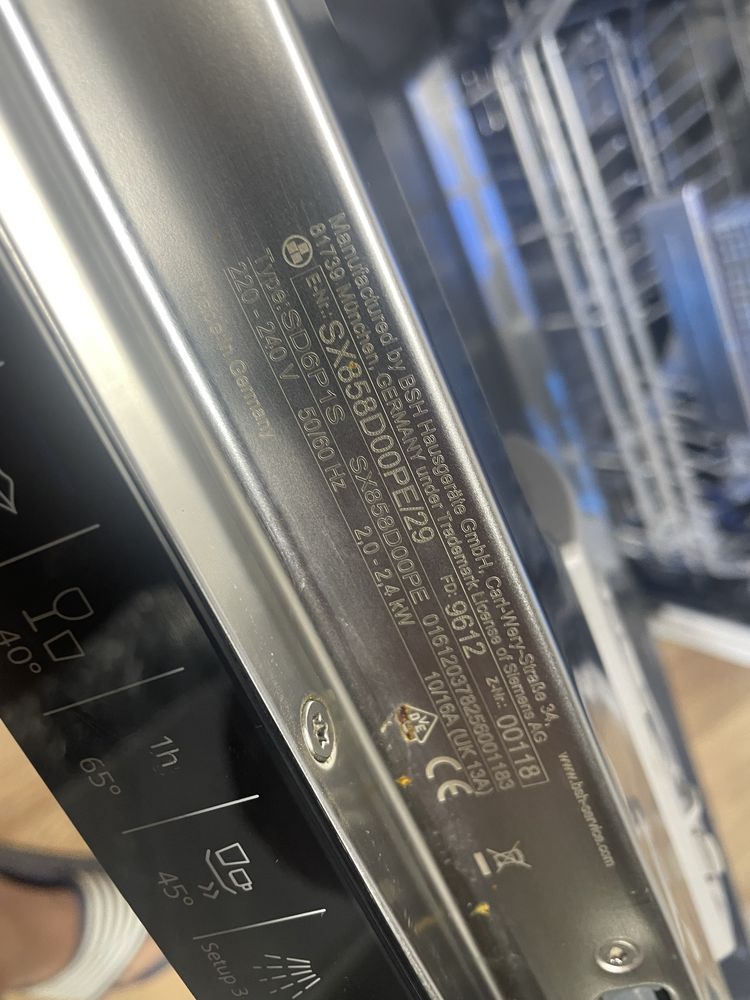 Manufactured by BSH Hausgeräte GmbH, Carl-Wery-Straße 34,
81739 München, GERMANY under Trademark License of Siemens AG
E-Nr.: SX858D00PE/29 FD: 9612 Z-Nr.: 00118
Type: SD6P1S SX858D00PE 016120378256001183
220 - 240 V 50/60 Hz 2,0 - 2,4 kW 10/16A (UK 13A)
Made in Germany
www.bsh-service.com
DVE
CE
40°
1h
65°
45°
Setup 3